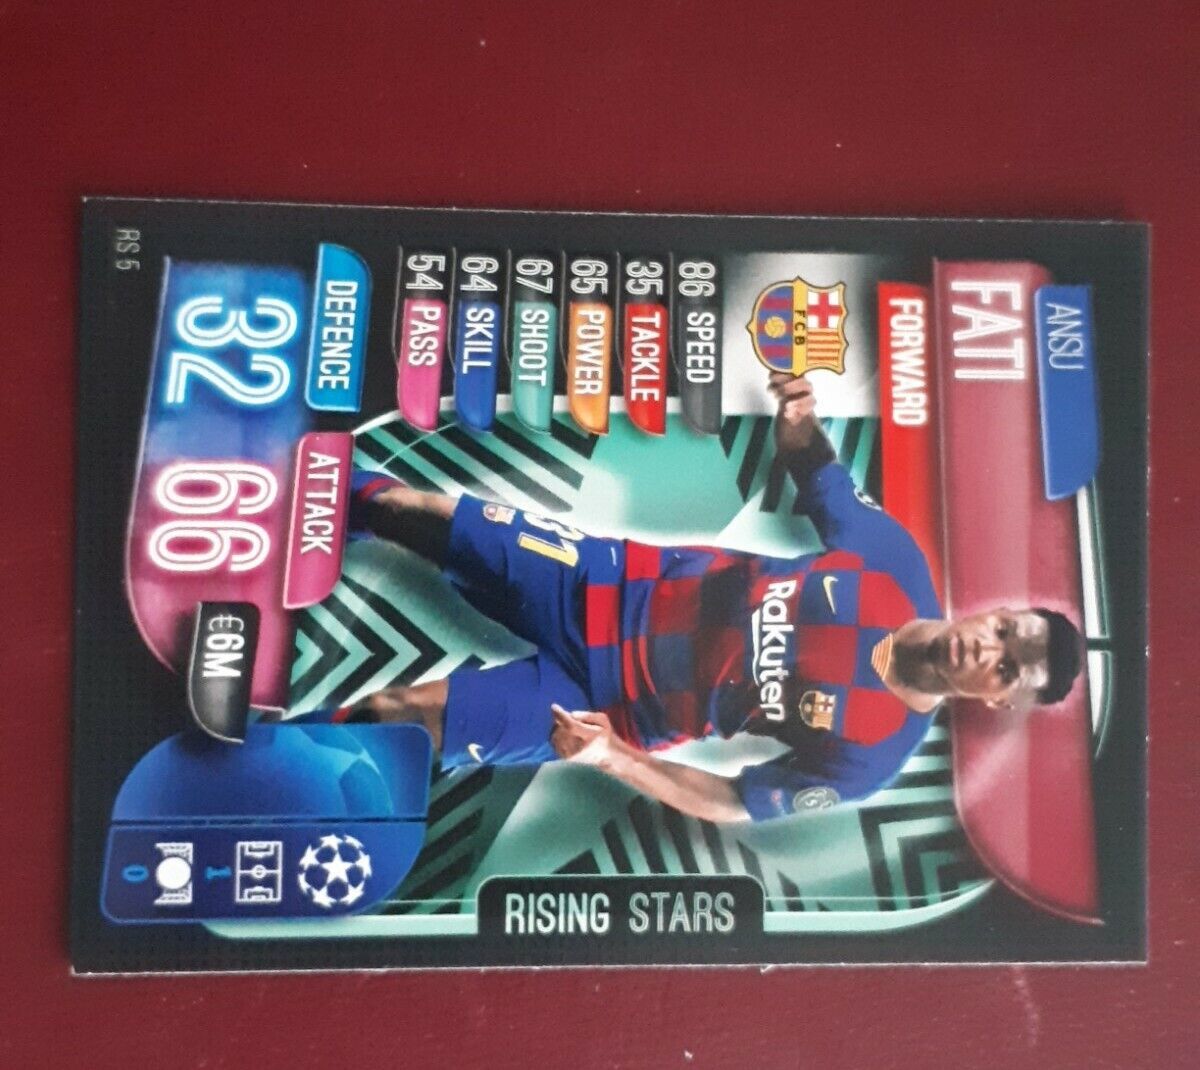 ANSU
FATI
FORWARD
FCB
86 SPEED
35 TACKLE
65 POWER
67 SHOOT
64 SKILL
54 PASS
Rakuten
31
RISING STARS
DEFENCE
32
ATTACK
66
€6M
1
0
RS 5